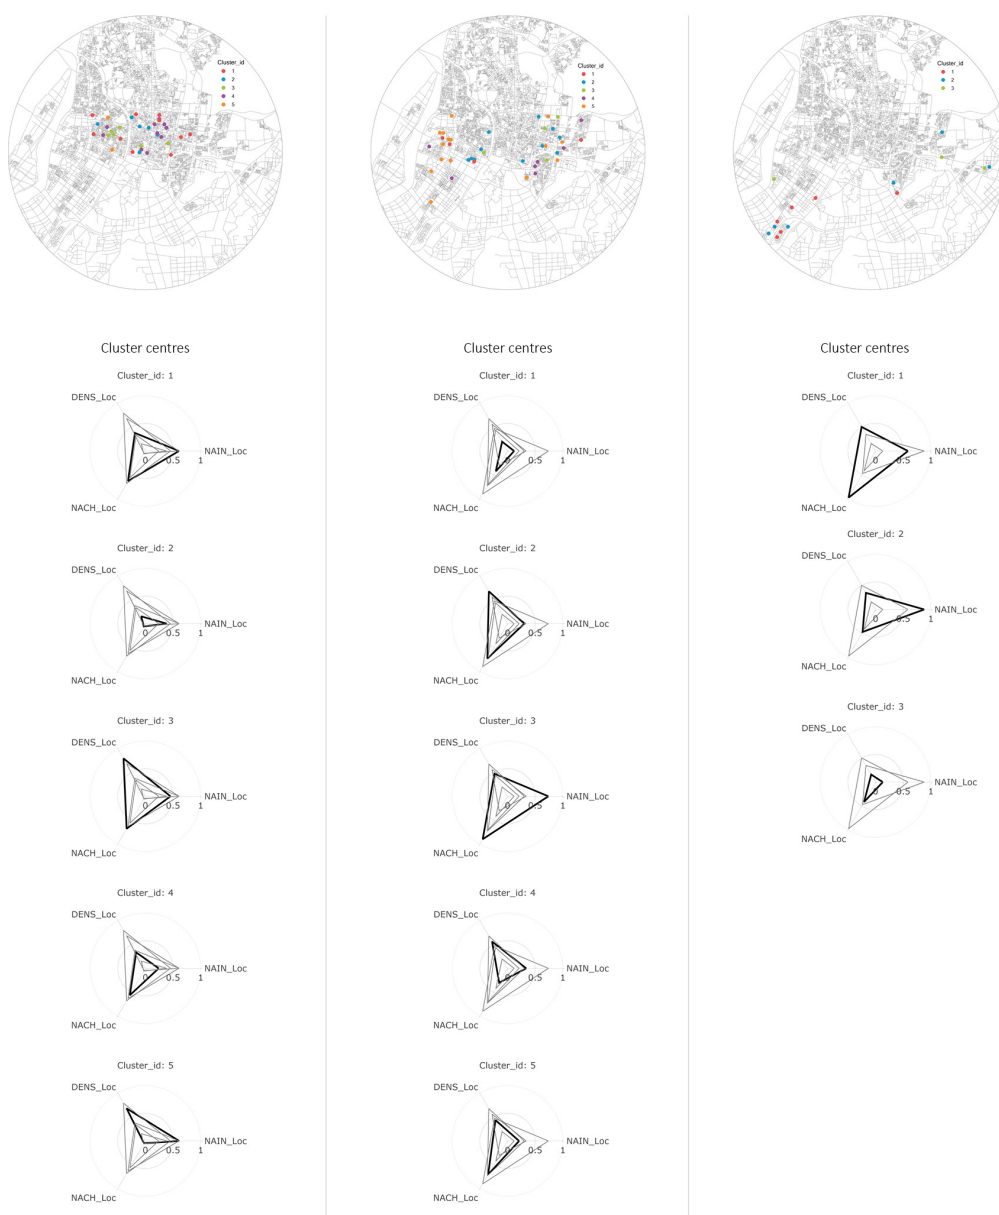 Cluster_id
1
2
3
4
5
Cluster_id
1
2
3
4
5
Cluster_id
1
2
3
Cluster centres
Cluster_id: 1
DENS_Loc
NAIN_Loc
0 0.5 1
NACH_Loc
Cluster_id: 2
DENS_Loc
NAIN_Loc
0 0.5 1
NACH_Loc
Cluster_id: 3
DENS_Loc
NAIN_Loc
0 0.5 1
NACH_Loc
Cluster_id: 4
DENS_Loc
NAIN_Loc
0 0.5 1
NACH_Loc
Cluster_id: 5
DENS_Loc
NAIN_Loc
0 0.5 1
NACH_Loc
Cluster centres
Cluster_id: 1
DENS_Loc
NAIN_Loc
0 0.5 1
NACH_Loc
Cluster_id: 2
DENS_Loc
NAIN_Loc
0 0.5 1
NACH_Loc
Cluster_id: 3
DENS_Loc
NAIN_Loc
0 0.5 1
NACH_Loc
Cluster_id: 4
DENS_Loc
NAIN_Loc
0 0.5 1
NACH_Loc
Cluster_id: 5
DENS_Loc
NAIN_Loc
0 0.5 1
NACH_Loc
Cluster centres
Cluster_id: 1
DENS_Loc
NAIN_Loc
0 0.5 1
NACH_Loc
Cluster_id: 2
DENS_Loc
NAIN_Loc
0 0.5 1
NACH_Loc
Cluster_id: 3
DENS_Loc
NAIN_Loc
0 0.5 1
NACH_Loc